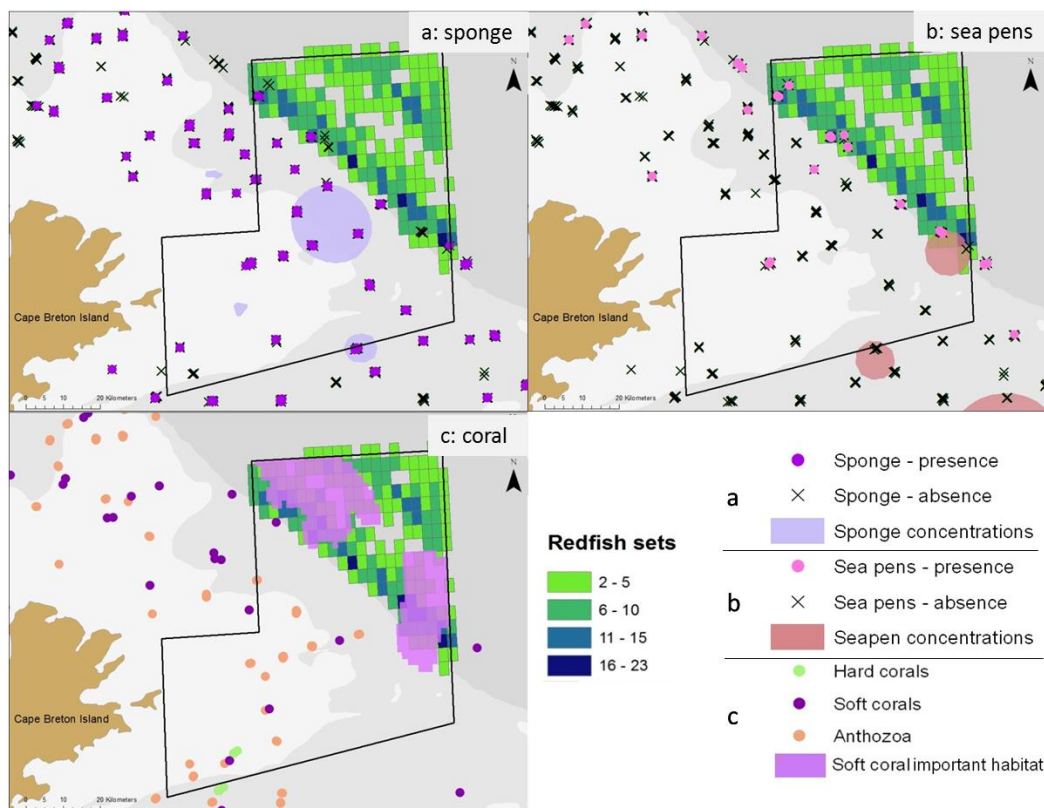 a: sponge
N
Cape Breton Island
0 5 10 20 Kilometers
b: sea pens
N
Cape Breton Island
0 5 10 20 Kilometers
c: coral
N
Cape Breton Island
0 5 10 20 Kilometers
Redfish sets
2 - 5
6 - 10
11 - 15
16 - 23
a
Sponge - presence
Sponge - absence
Sponge concentrations
b
Sea pens - presence
Sea pens - absence
Seapen concentrations
c
Hard corals
Soft corals
Anthozoa
Soft coral important habitat